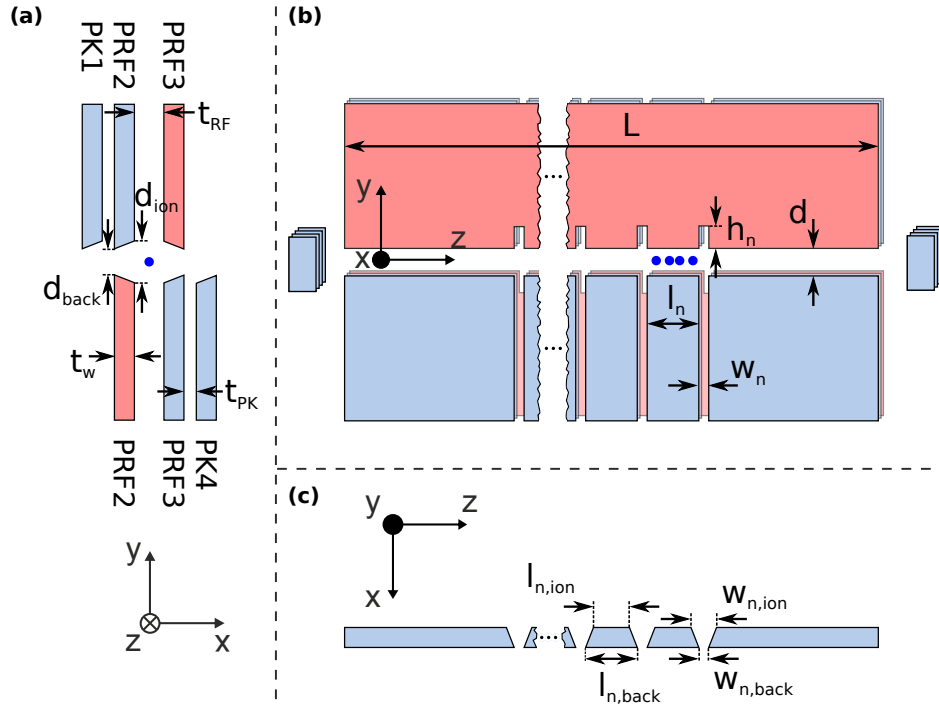 (a)
PK1
PRF2
PRF3
t_RF
d_ion
d_back
t_w
t_PK
PRF2
PRF3
PK4
y
z
x
(b)
L
y
x
z
...
h_n
d
l_n
w_n
...
(c)
y
z
x
l_n,ion
w_n,ion
......
l_n,back
w_n,back